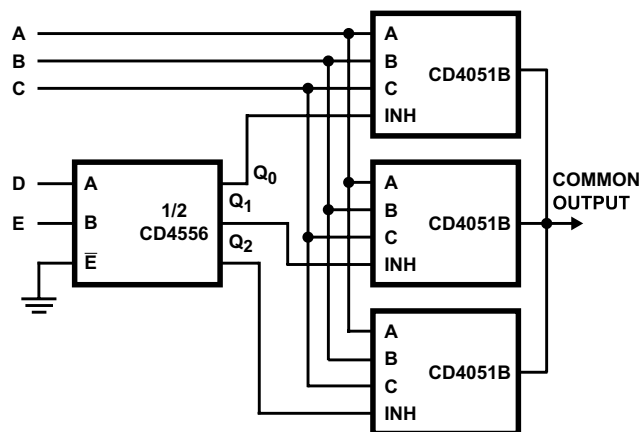 A
B
C
A
B
C
INH
CD4051B
D
E
A
B
E̅
1/2
CD4556
Q0
Q1
Q2
A
B
C
INH
CD4051B
COMMON
OUTPUT
A
B
C
INH
CD4051B